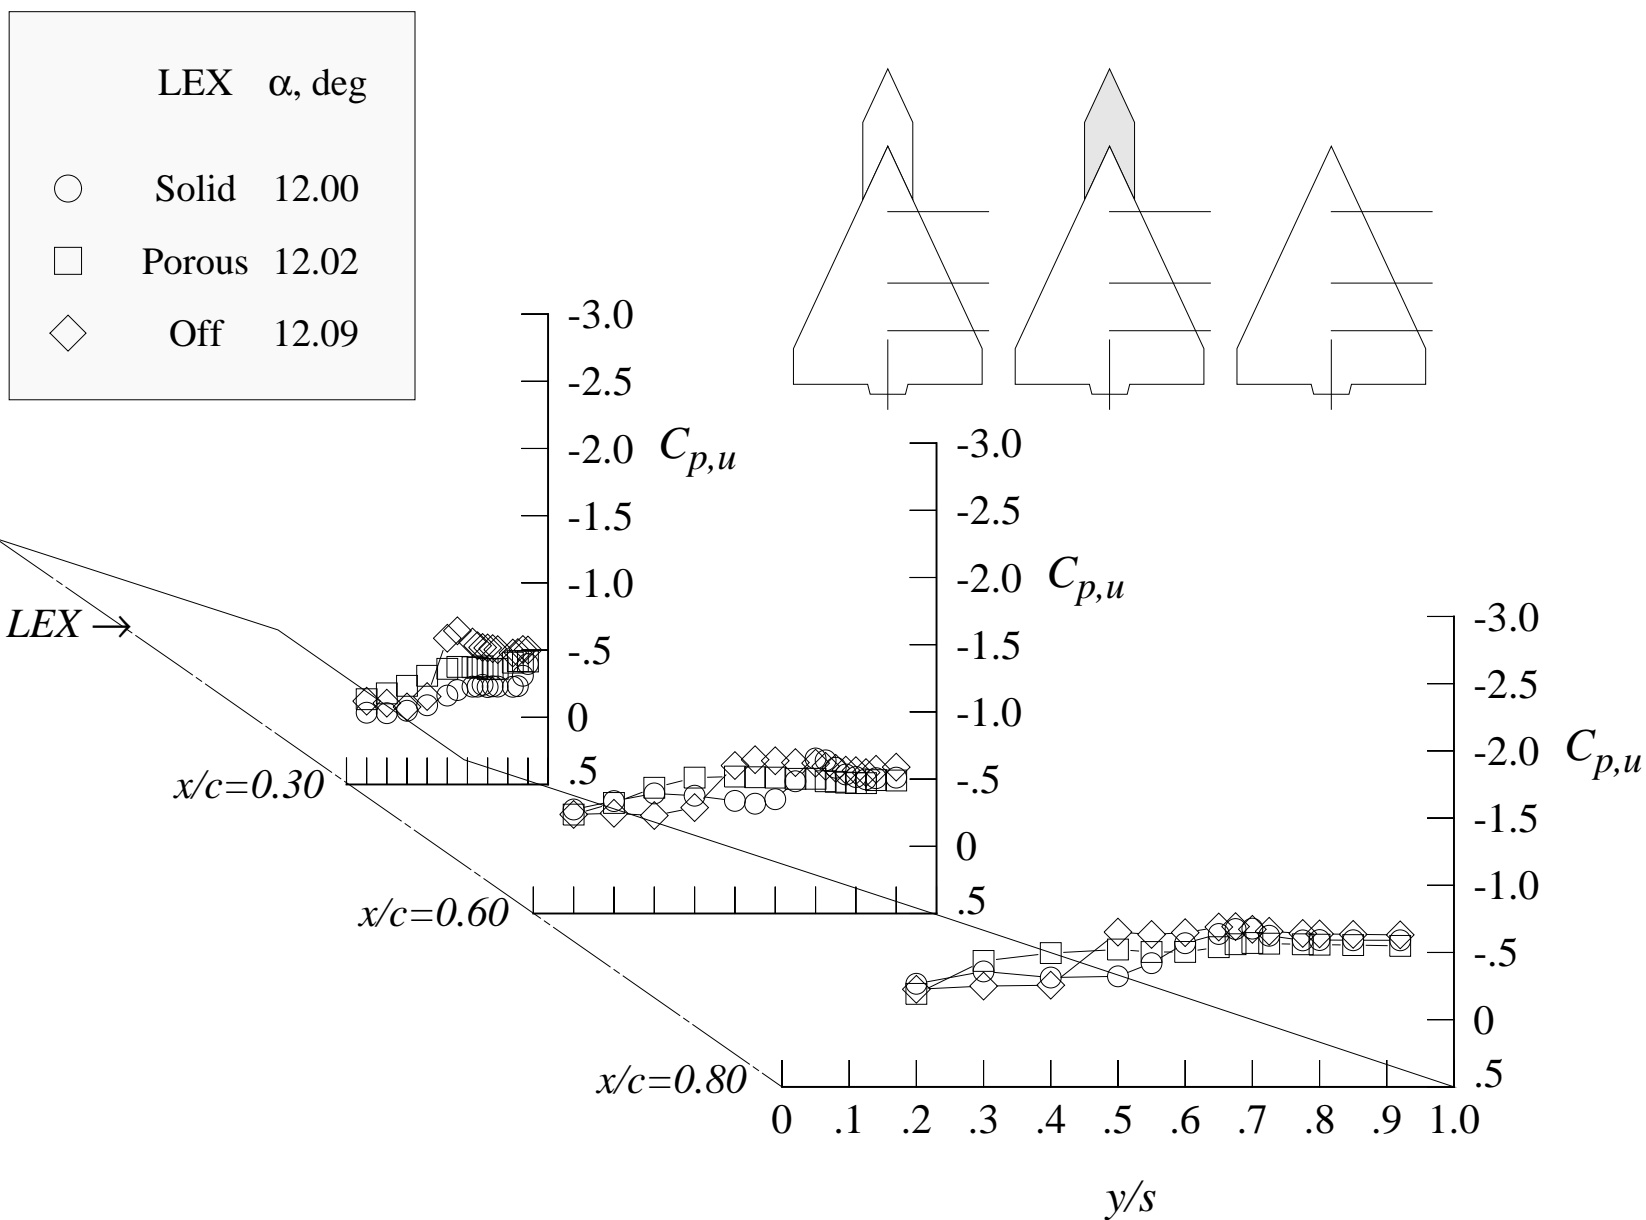 LEX α, deg
Solid 12.00
Porous 12.02
Off 12.09
-3.0
-2.5
-2.0
-1.5
-1.0
-.5
0
.5
Cp,u
LEX →
x/c=0.30
-3.0
-2.5
-2.0
-1.5
-1.0
-.5
0
.5
Cp,u
x/c=0.60
-3.0
-2.5
-2.0
-1.5
-1.0
-.5
0
.5
Cp,u
x/c=0.80
0 .1 .2 .3 .4 .5 .6 .7 .8 .9 1.0
y/s